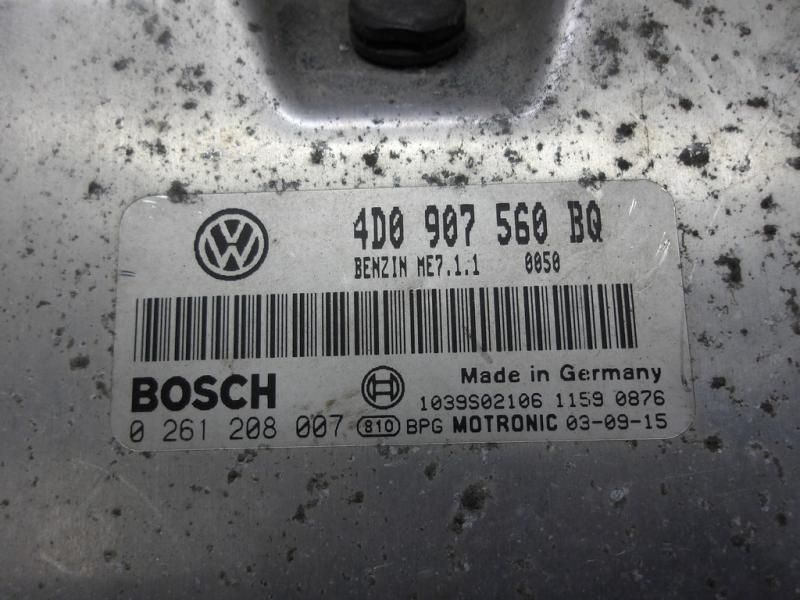 4D0 907 560 BQ
BENZIN ME7.1.1 0050
BOSCH
Made in Germany
1039S02106 1159 0876
0 261 208 007 810 BPG MOTRONIC 03-09-15